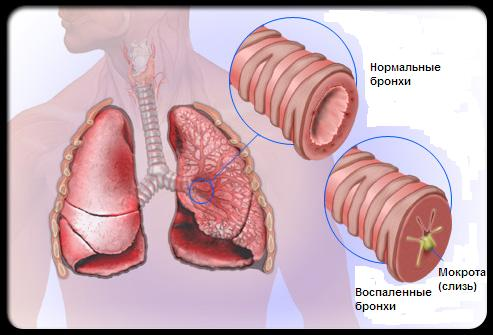 Нормальные
бронхи
Мокрота
(слизь)
Воспаленные
бронхи